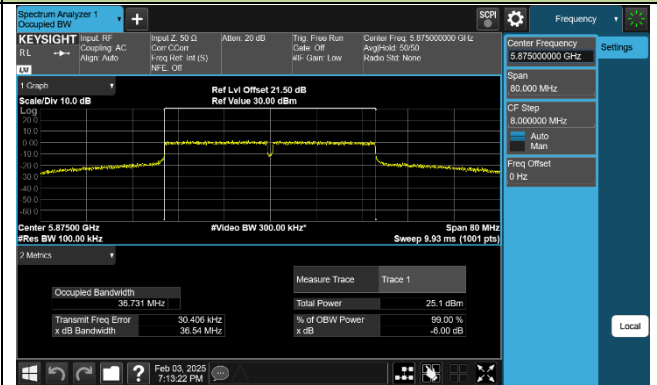 Spectrum Analyzer 1
Occupied BW
+
SCPI
Frequency
KEYSIGHT
RL
LXI
Input: RF
Coupling: AC
Align: Auto
Input Z: 50 Ω
Corr CCorr
Freq Ref: Int (S)
NFE: Off
Atten: 20 dB
Trig: Free Run
Gate: Off
#IF Gain: Low
Center Freq: 5.875000000 GHz
Avg|Hold: 50/50
Radio Std: None
Center Frequency
5.875000000 GHz
Settings
Span
80.000 MHz
CF Step
8.000000 MHz
Auto
Man
Freq Offset
0 Hz
1 Graph
Scale/Div 10.0 dB
Ref Lvl Offset 21.50 dB
Ref Value 30.00 dBm
Log
20.0
10.0
0.00
-10.0
-20.0
-30.0
-40.0
-50.0
-60.0
Center 5.87500 GHz
#Res BW 100.00 kHz
#Video BW 300.00 kHz*
Span 80 MHz
Sweep 9.93 ms (1001 pts)
2 Metrics
Measure Trace
Trace 1
Occupied Bandwidth
36.731 MHz
Total Power
25.1 dBm
Transmit Freq Error
30.406 kHz
% of OBW Power
99.00 %
x dB Bandwidth
36.54 MHz
x dB
-6.00 dB
Local
?
Feb 03, 2025
7:13:22 PM